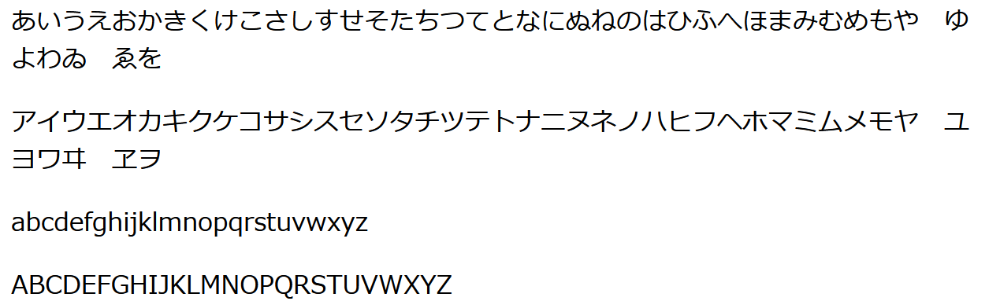 あいうえおかきくけこさしすせそたちつてとなにぬねのはひふへほまみむめもや　ゆ
よわゐ　ゑを
アイウエオカキクケコサシスセソタチツテトナニヌネノハヒフヘホマミムメモヤ　ユ
ヨワヰ　ヱヲ
abcdefghijklmnopqrstuvwxyz
ABCDEFGHIJKLMNOPQRSTUVWXYZ